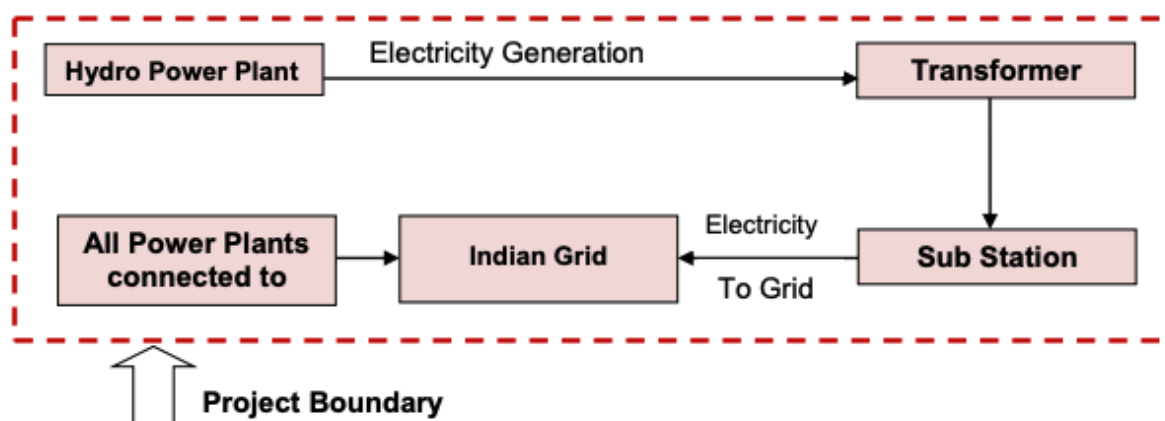 Electricity Generation
Hydro Power Plant
Transformer
All Power Plants
connected to
Indian Grid
Electricity
To Grid
Sub Station
Project Boundary